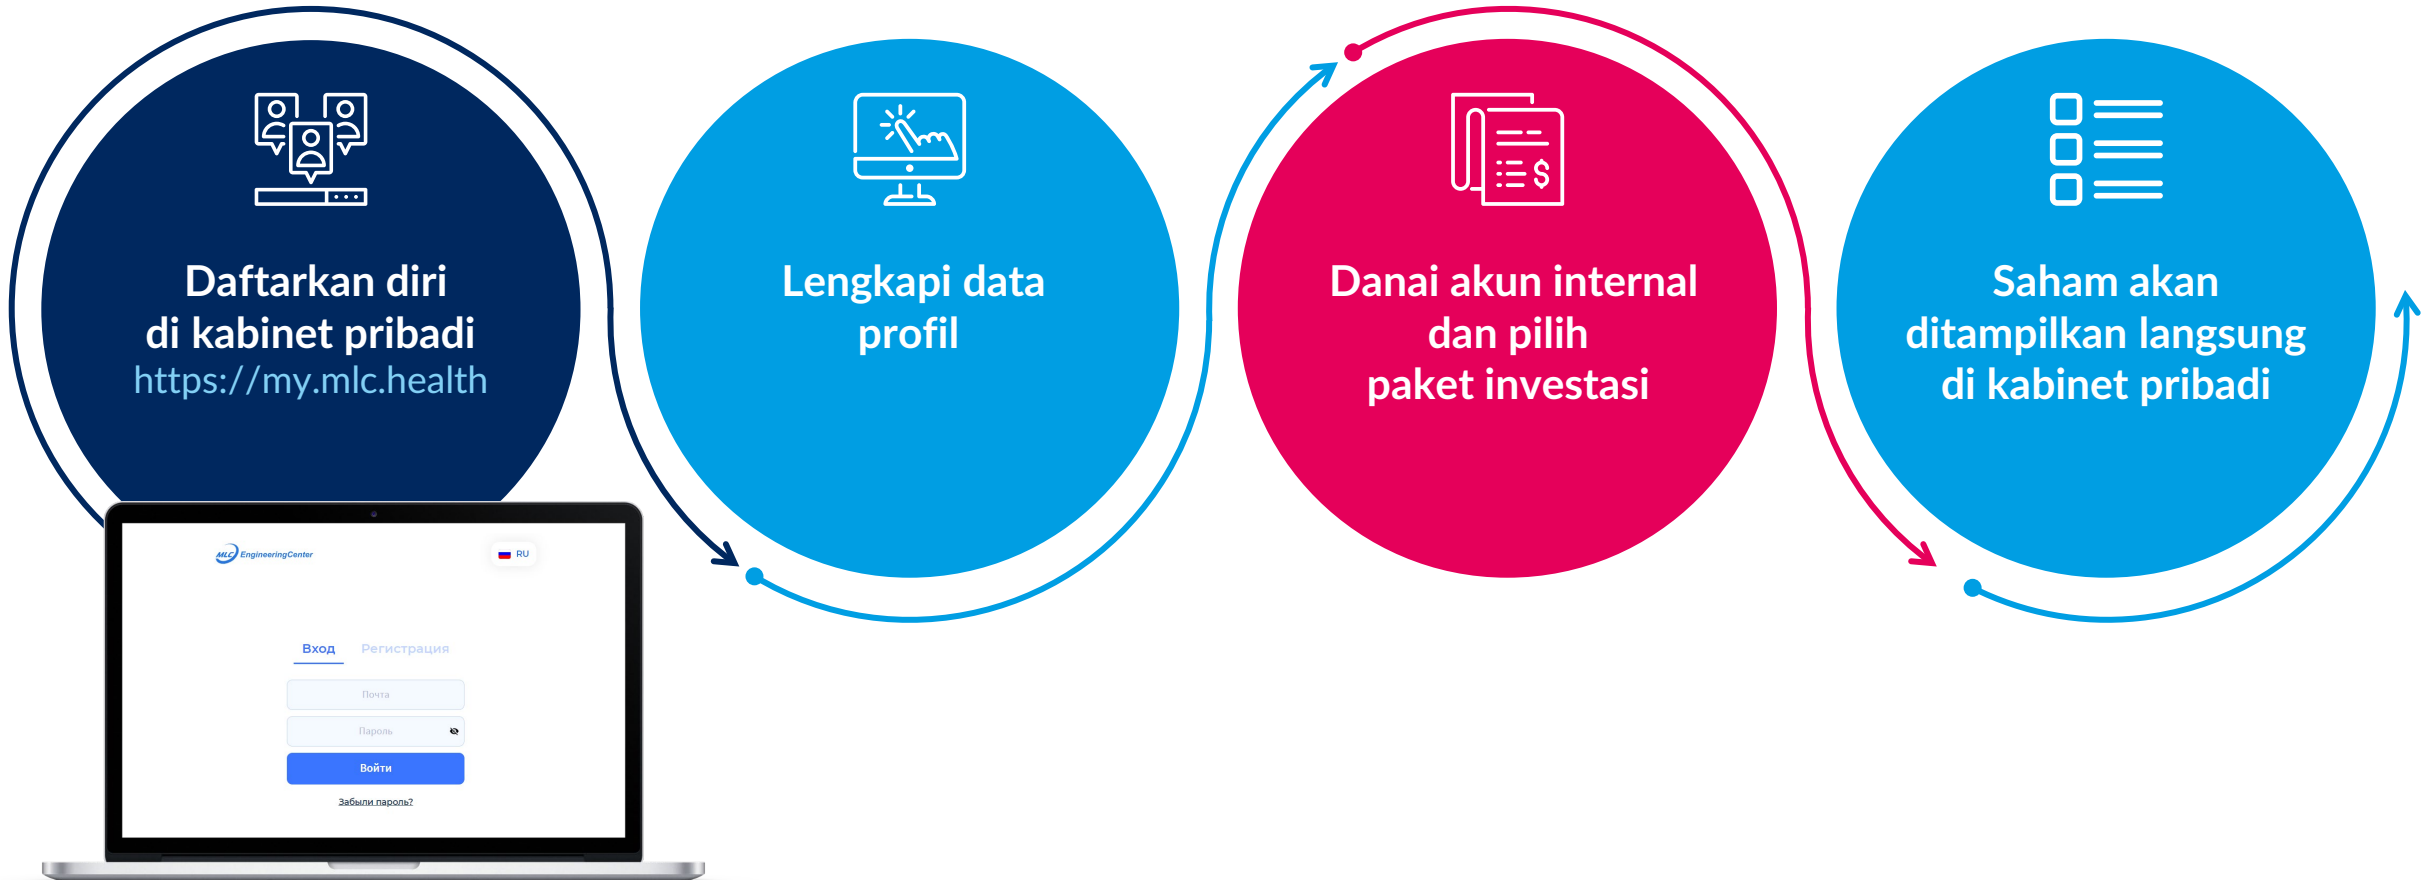 Daftarkan diri
di kabinet pribadi
https://my.mlc.health
Lengkapi data
profil
Danai akun internal
dan pilih
paket investasi
Saham akan
ditampilkan langsung
di kabinet pribadi
MLC EngineeringCenter
RU
Вход Регистрация
Почта
Пароль
Войти
Забыли пароль?